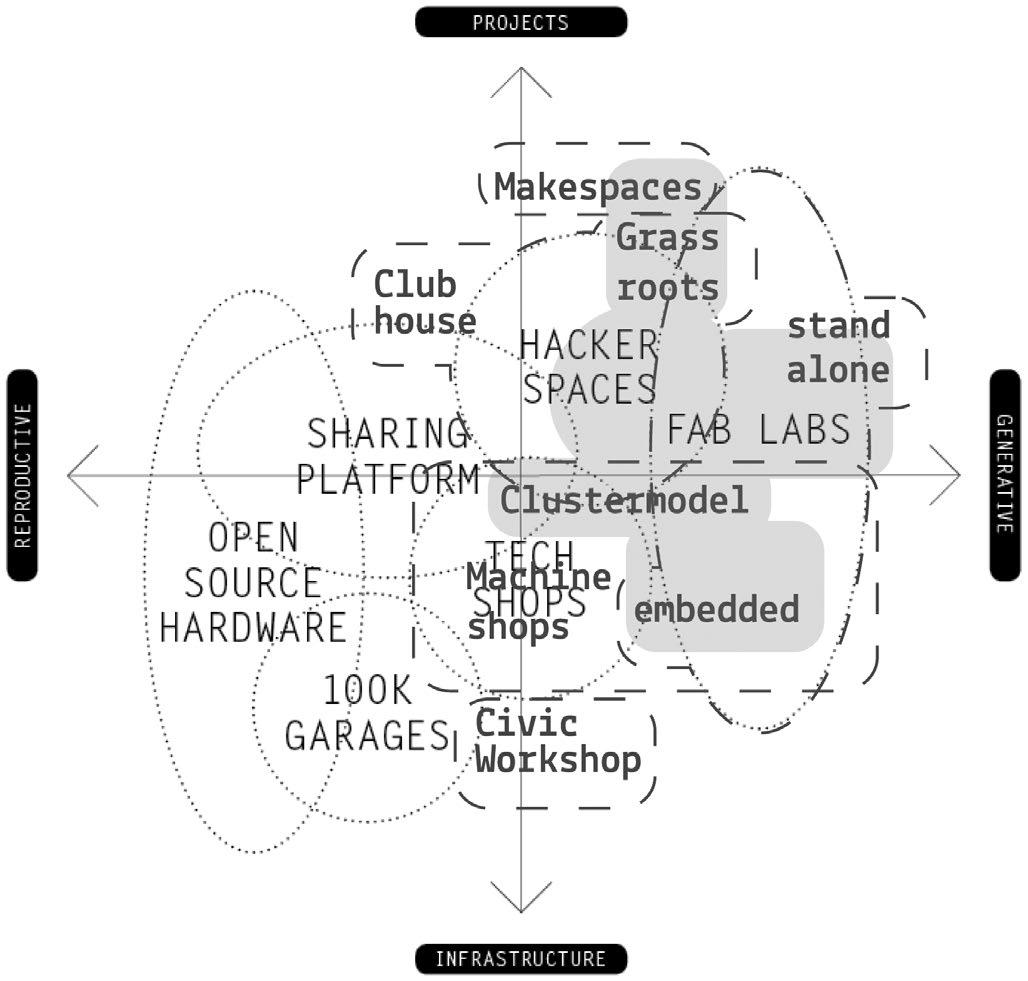 PROJECTS
Makespaces
Grass
roots
Club
house
stand
alone
HACKER
SPACES
FAB LABS
SHARING
PLATFORM
REPRODUCTIVE
GENERATIVE
Clustermodel
OPEN
SOURCE
HARDWARE
TECH
SHOPS
Machine
shops
embedded
100K
GARAGES
Civic
Workshop
INFRASTRUCTURE